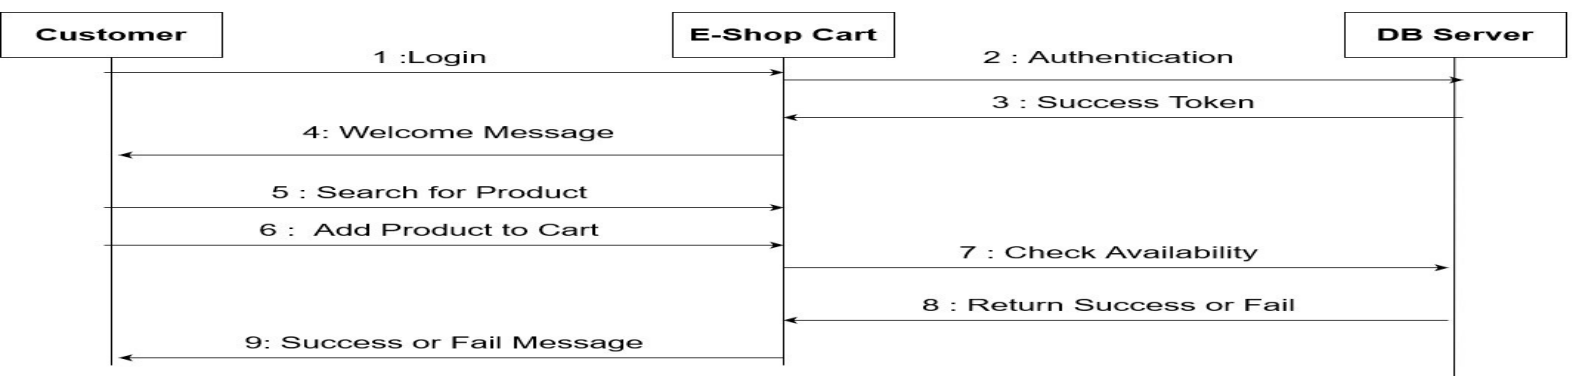 Customer
E-Shop Cart
DB Server
1 :Login
2 : Authentication
3 : Success Token
4: Welcome Message
5 : Search for Product
6 :  Add Product to Cart
7 : Check Availability
8 : Return Success or Fail
9: Success or Fail Message